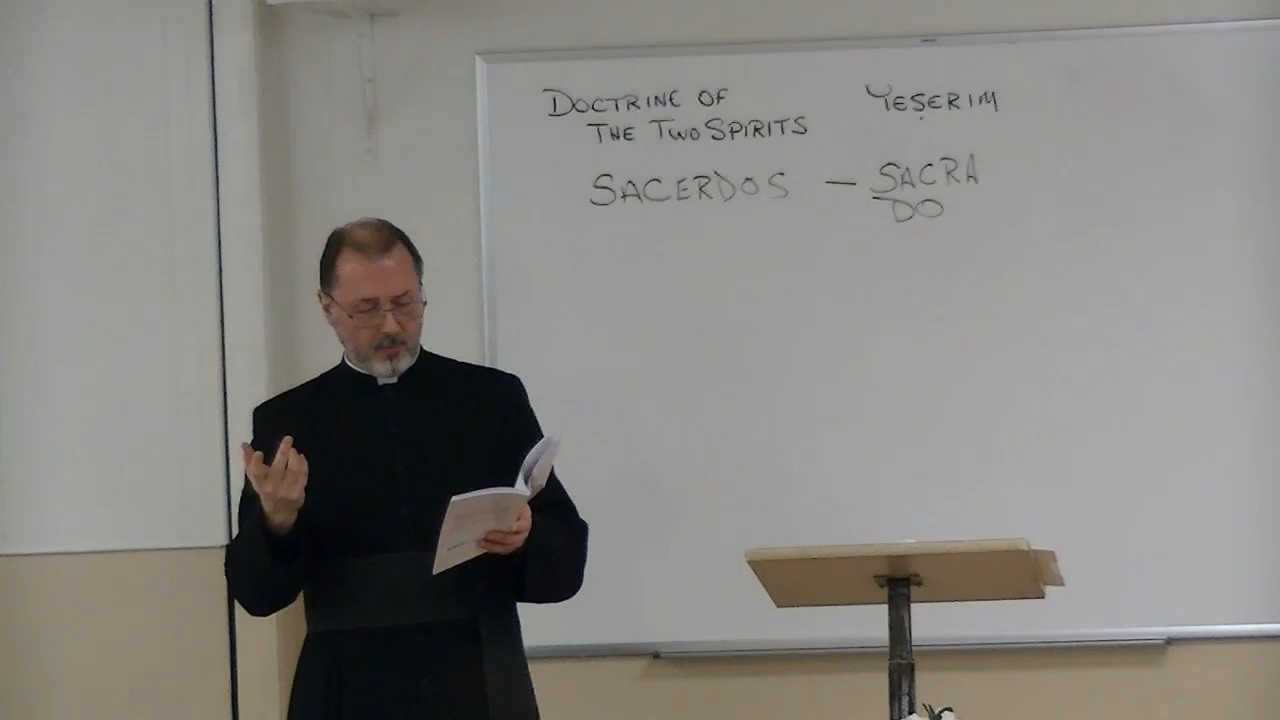 DOCTRINE OF
THE TWO SPIRITS
YEṢERIM
SACERDOS — SACRA
DO